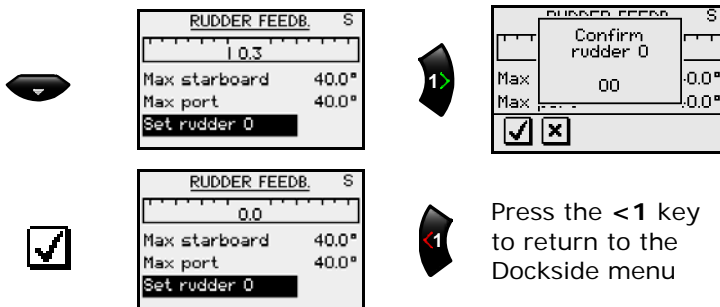 RUDDER FEEDB. S
0.3
Max starboard 40.0°
Max port 40.0°
Set rudder 0
1>
S
Confirm
rudder 0
00
Max .0.0°
Max .0.0°
RUDDER FEEDB. S
0.0
Max starboard 40.0°
Max port 40.0°
Set rudder 0
<1
Press the <1 key
to return to the
Dockside menu